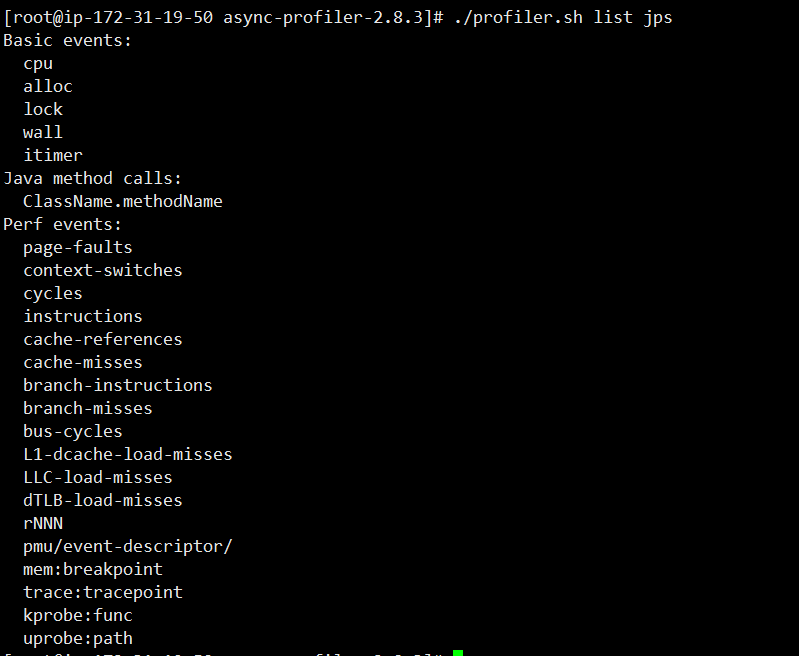 [root@ip-172-31-19-50 async-profiler-2.8.3]# ./profiler.sh list jps
Basic events:
  cpu
  alloc
  lock
  wall
  itimer
Java method calls:
  ClassName.methodName
Perf events:
  page-faults
  context-switches
  cycles
  instructions
  cache-references
  cache-misses
  branch-instructions
  branch-misses
  bus-cycles
  L1-dcache-load-misses
  LLC-load-misses
  dTLB-load-misses
  rNNN
  pmu/event-descriptor/
  mem:breakpoint
  trace:tracepoint
  kprobe:func
  uprobe:path